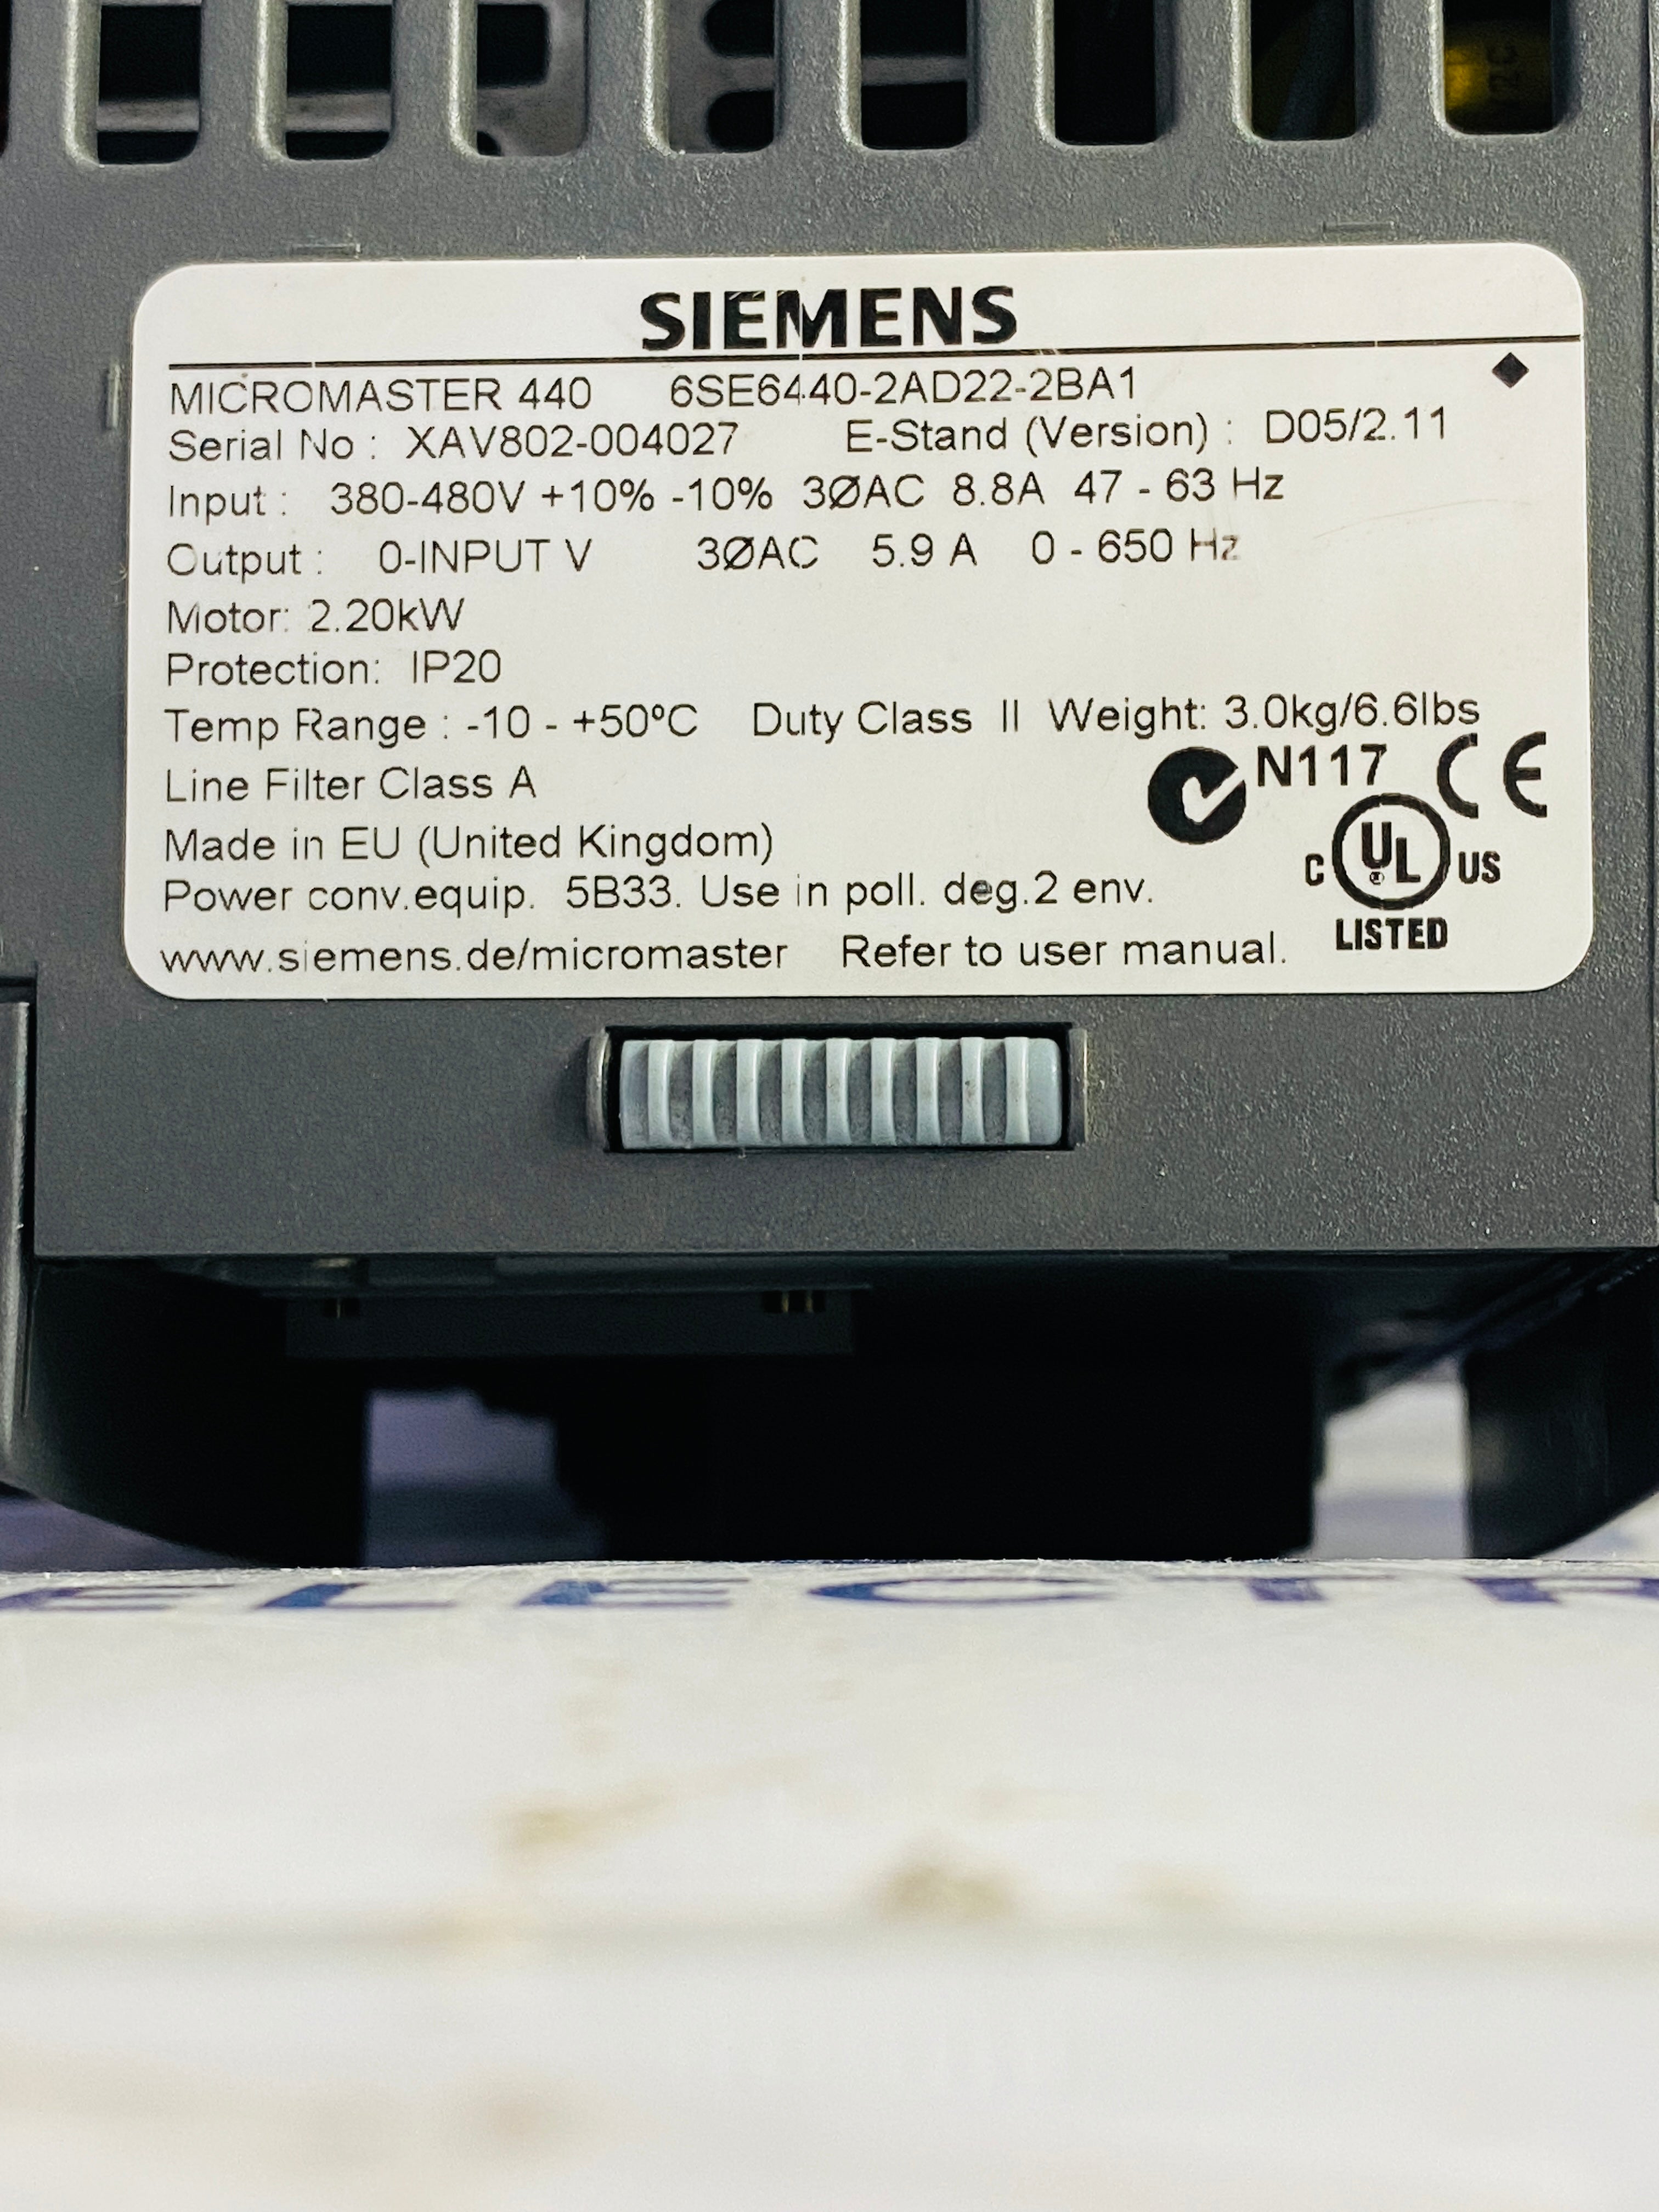 SIEMENS
MICROMASTER 440 6SE6440-2AD22-2BA1
Serial No : XAV802-004027 E-Stand (Version) : D05/2.11
Input : 380-480V +10% -10% 3ØAC 8.8A 47 - 63 Hz
Output : 0-INPUT V 3ØAC 5.9 A 0 - 650 Hz
Motor: 2.20kW
Protection: IP20
Temp Range : -10 - +50ºC Duty Class II Weight: 3.0kg/6.6lbs
Line Filter Class A
N117 CE
Made in EU (United Kingdom)
C UL US
Power conv.equip. 5B33. Use in poll. deg.2 env.
LISTED
www.siemens.de/micromaster Refer to user manual.
ELECTR